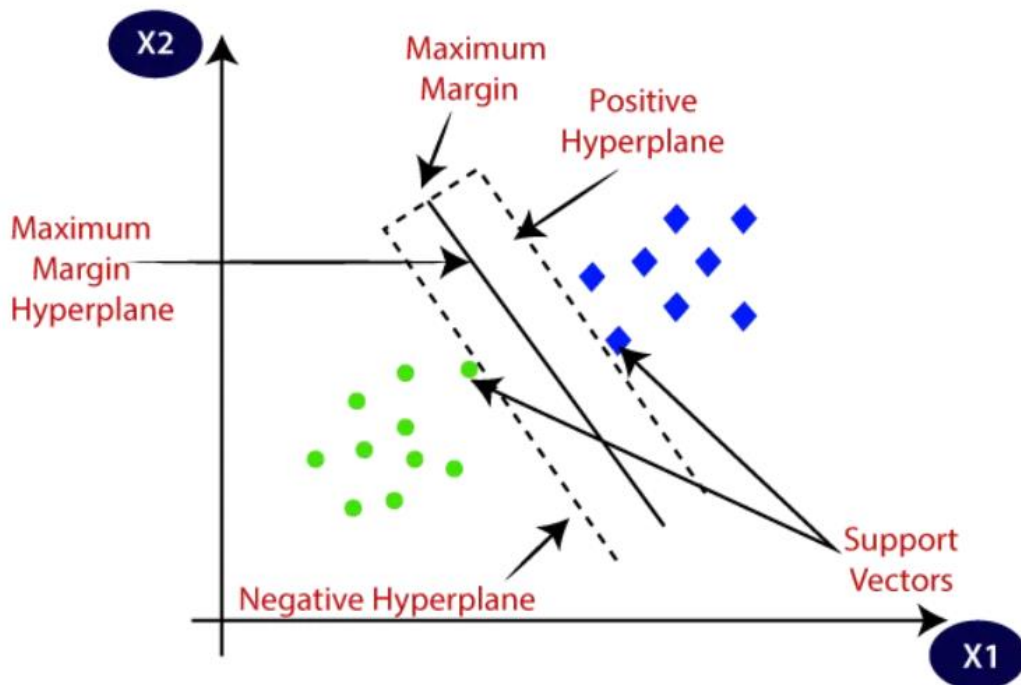 X2
Maximum
Margin
Positive
Hyperplane
Maximum
Margin
Hyperplane
Support
Vectors
Negative Hyperplane
X1